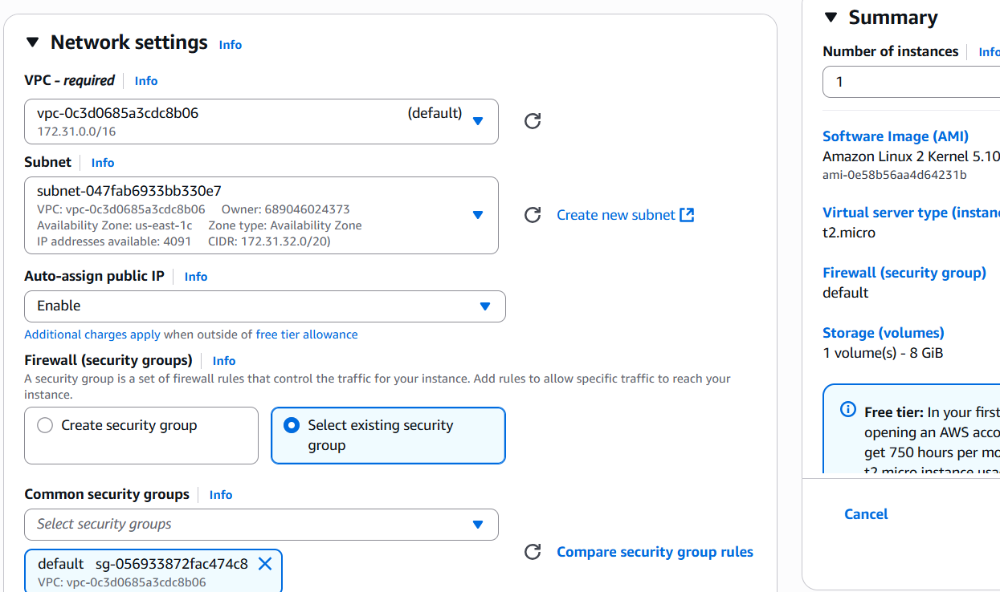 Network settings Info
VPC - required Info
vpc-0c3d0685a3cdc8b06 (default)
172.31.0.0/16
Subnet Info
subnet-047fab6933bb330e7
VPC: vpc-0c3d0685a3cdc8b06 Owner: 689046024373
Availability Zone: us-east-1c Zone type: Availability Zone
IP addresses available: 4091 CIDR: 172.31.32.0/20)
Create new subnet
Auto-assign public IP Info
Enable
Additional charges apply when outside of free tier allowance
Firewall (security groups) Info
A security group is a set of firewall rules that control the traffic for your instance. Add rules to allow specific traffic to reach your
instance.
Create security group
Select existing security
group
Common security groups Info
Select security groups
Compare security group rules
default sg-056933872fac474c8
VPC: vpc-0c3d0685a3cdc8b06
Summary
Number of instances Info
1
Software Image (AMI)
Amazon Linux 2 Kernel 5.10
ami-0e58b56aa4d64231b
Virtual server type (instan
t2.micro
Firewall (security group)
default
Storage (volumes)
1 volume(s) - 8 GiB
Free tier: In your first
opening an AWS acco
get 750 hours per mo
t2.micro instance usa
Cancel